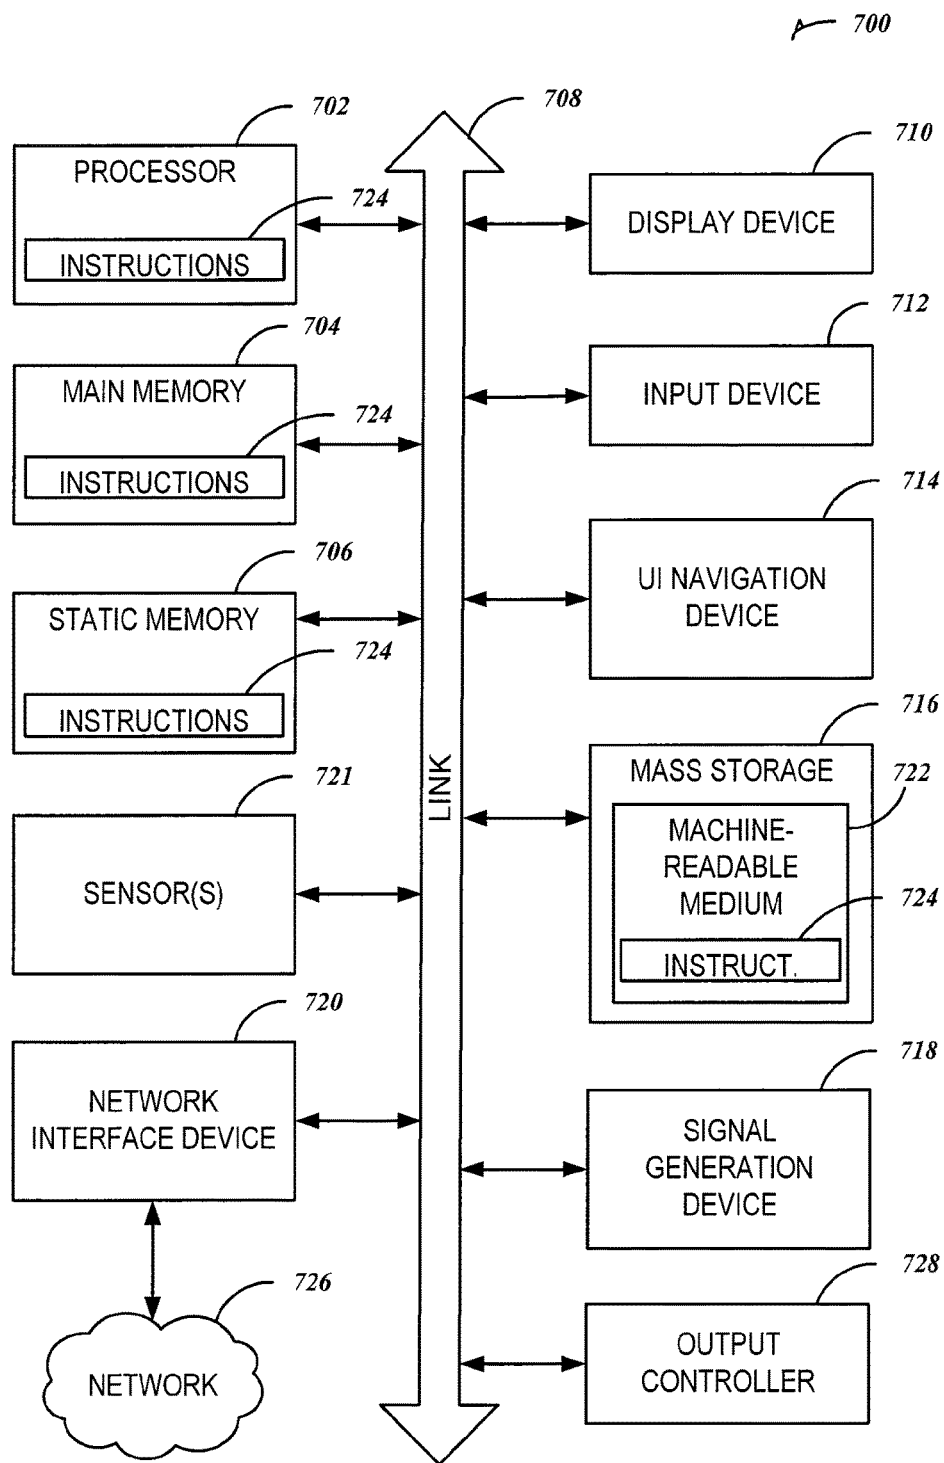 700
708
702
PROCESSOR
724
INSTRUCTIONS
704
MAIN MEMORY
724
INSTRUCTIONS
706
STATIC MEMORY
724
INSTRUCTIONS
721
SENSOR(S)
720
NETWORK
INTERFACE DEVICE
726
NETWORK
LINK
710
DISPLAY DEVICE
712
INPUT DEVICE
714
UI NAVIGATION
DEVICE
716
MASS STORAGE
722
MACHINE-
READABLE
MEDIUM
724
INSTRUCT.
718
SIGNAL
GENERATION
DEVICE
728
OUTPUT
CONTROLLER